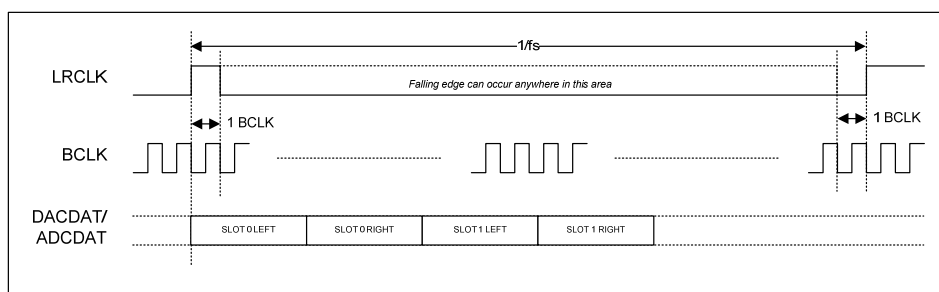 1/fs
LRCLK
Falling edge can occur anywhere in this area
1 BCLK
1 BCLK
BCLK
DACDAT/
ADCDAT
SLOT 0 LEFT
SLOT 0 RIGHT
SLOT 1 LEFT
SLOT 1 RIGHT